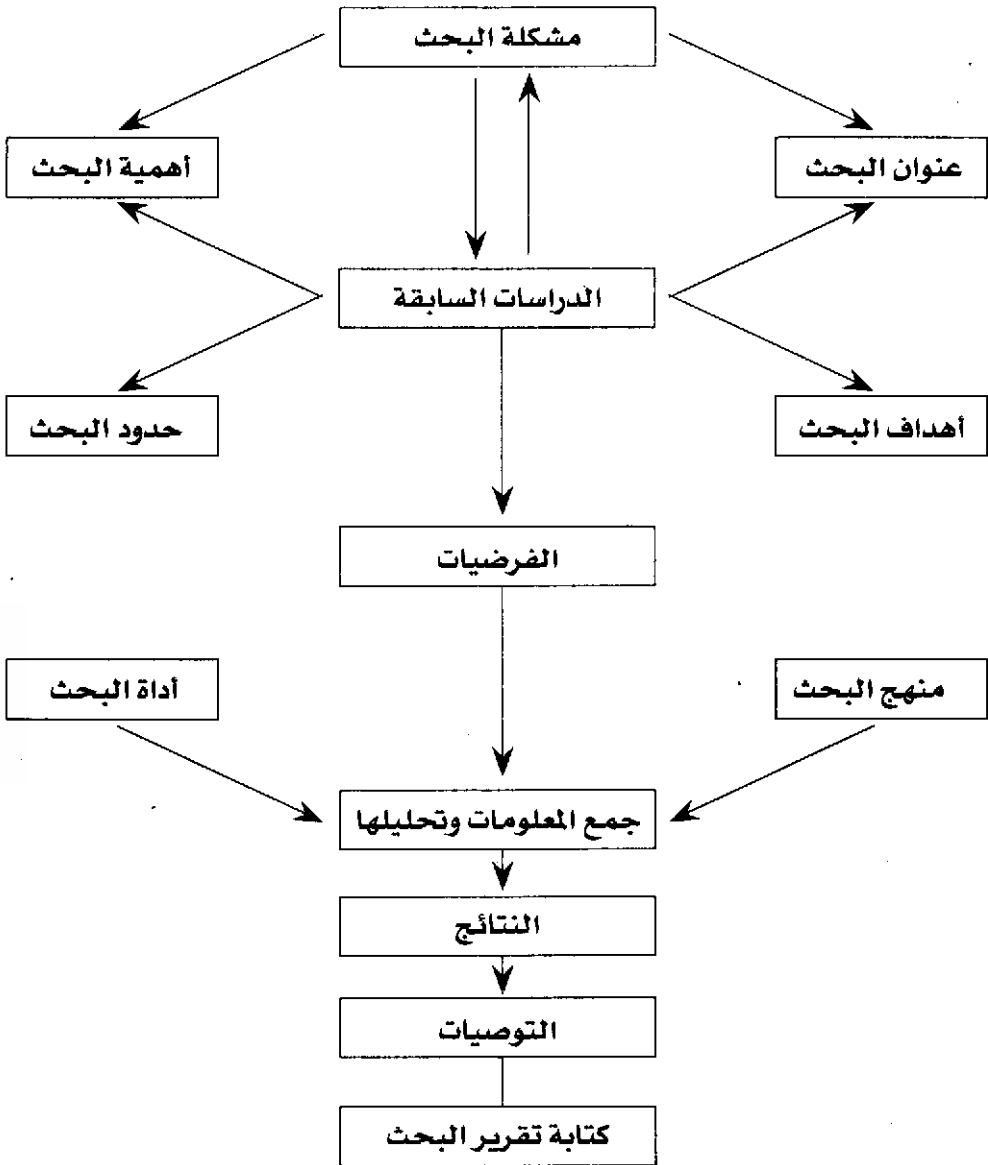 مشكلة البحث
عنوان البحث
أهمية البحث
الدراسات السابقة
أهداف البحث
حدود البحث
الفرضيات
منهج البحث
أداة البحث
جمع المعلومات وتحليلها
النتائج
التوصيات
كتابة تقرير البحث